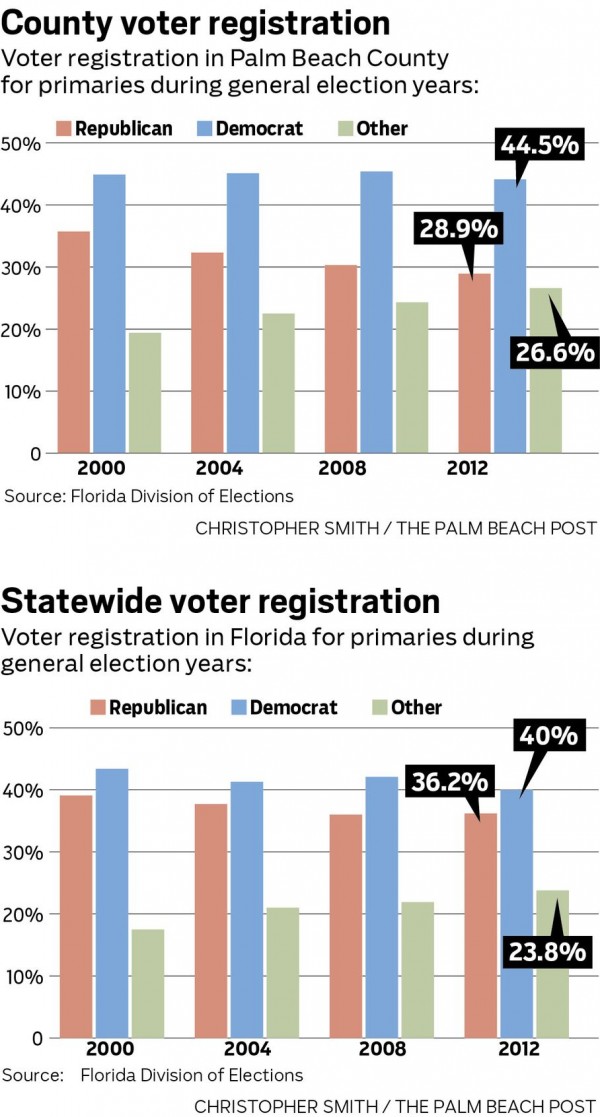 County voter registration
Voter registration in Palm Beach County
for primaries during general election years:
Republican Democrat Other
50%
44.5%
40%
28.9%
30%
20%
26.6%
10%
0
2000 2004 2008 2012
Source: Florida Division of Elections
CHRISTOPHER SMITH / THE PALM BEACH POST
Statewide voter registration
Voter registration in Florida for primaries during
general election years:
Republican Democrat Other
50%
40%
36.2%
40%
30%
20%
23.8%
10%
0
2000 2004 2008 2012
Source: Florida Division of Elections
CHRISTOPHER SMITH / THE PALM BEACH POST